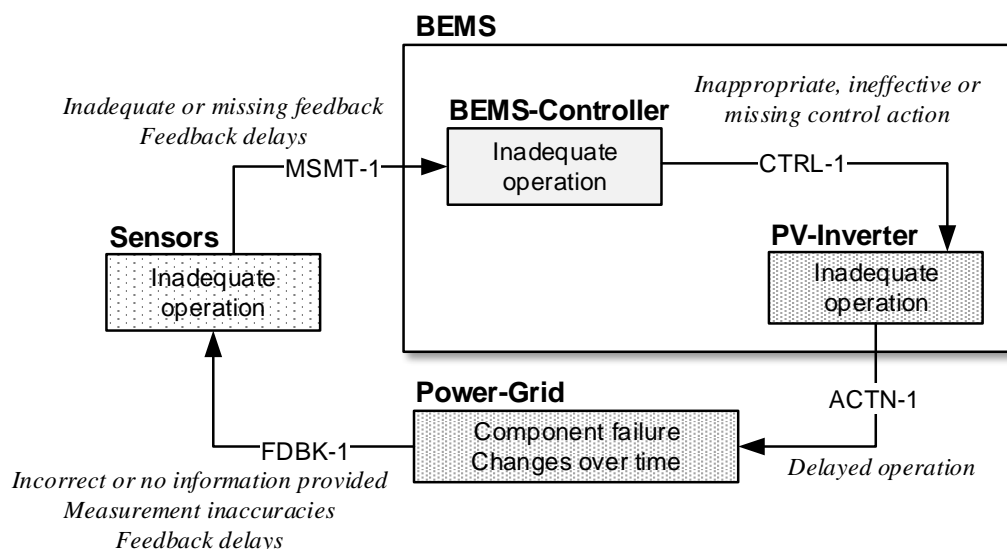 BEMS
Inadequate or missing feedback
Feedback delays
MSMT-1
BEMS-Controller
Inadequate
operation
Inappropriate, ineffective or
missing control action
CTRL-1
Sensors
Inadequate
operation
PV-Inverter
Inadequate
operation
ACTN-1
Delayed operation
Power-Grid
Component failure
Changes over time
FDBK-1
Incorrect or no information provided
Measurement inaccuracies
Feedback delays